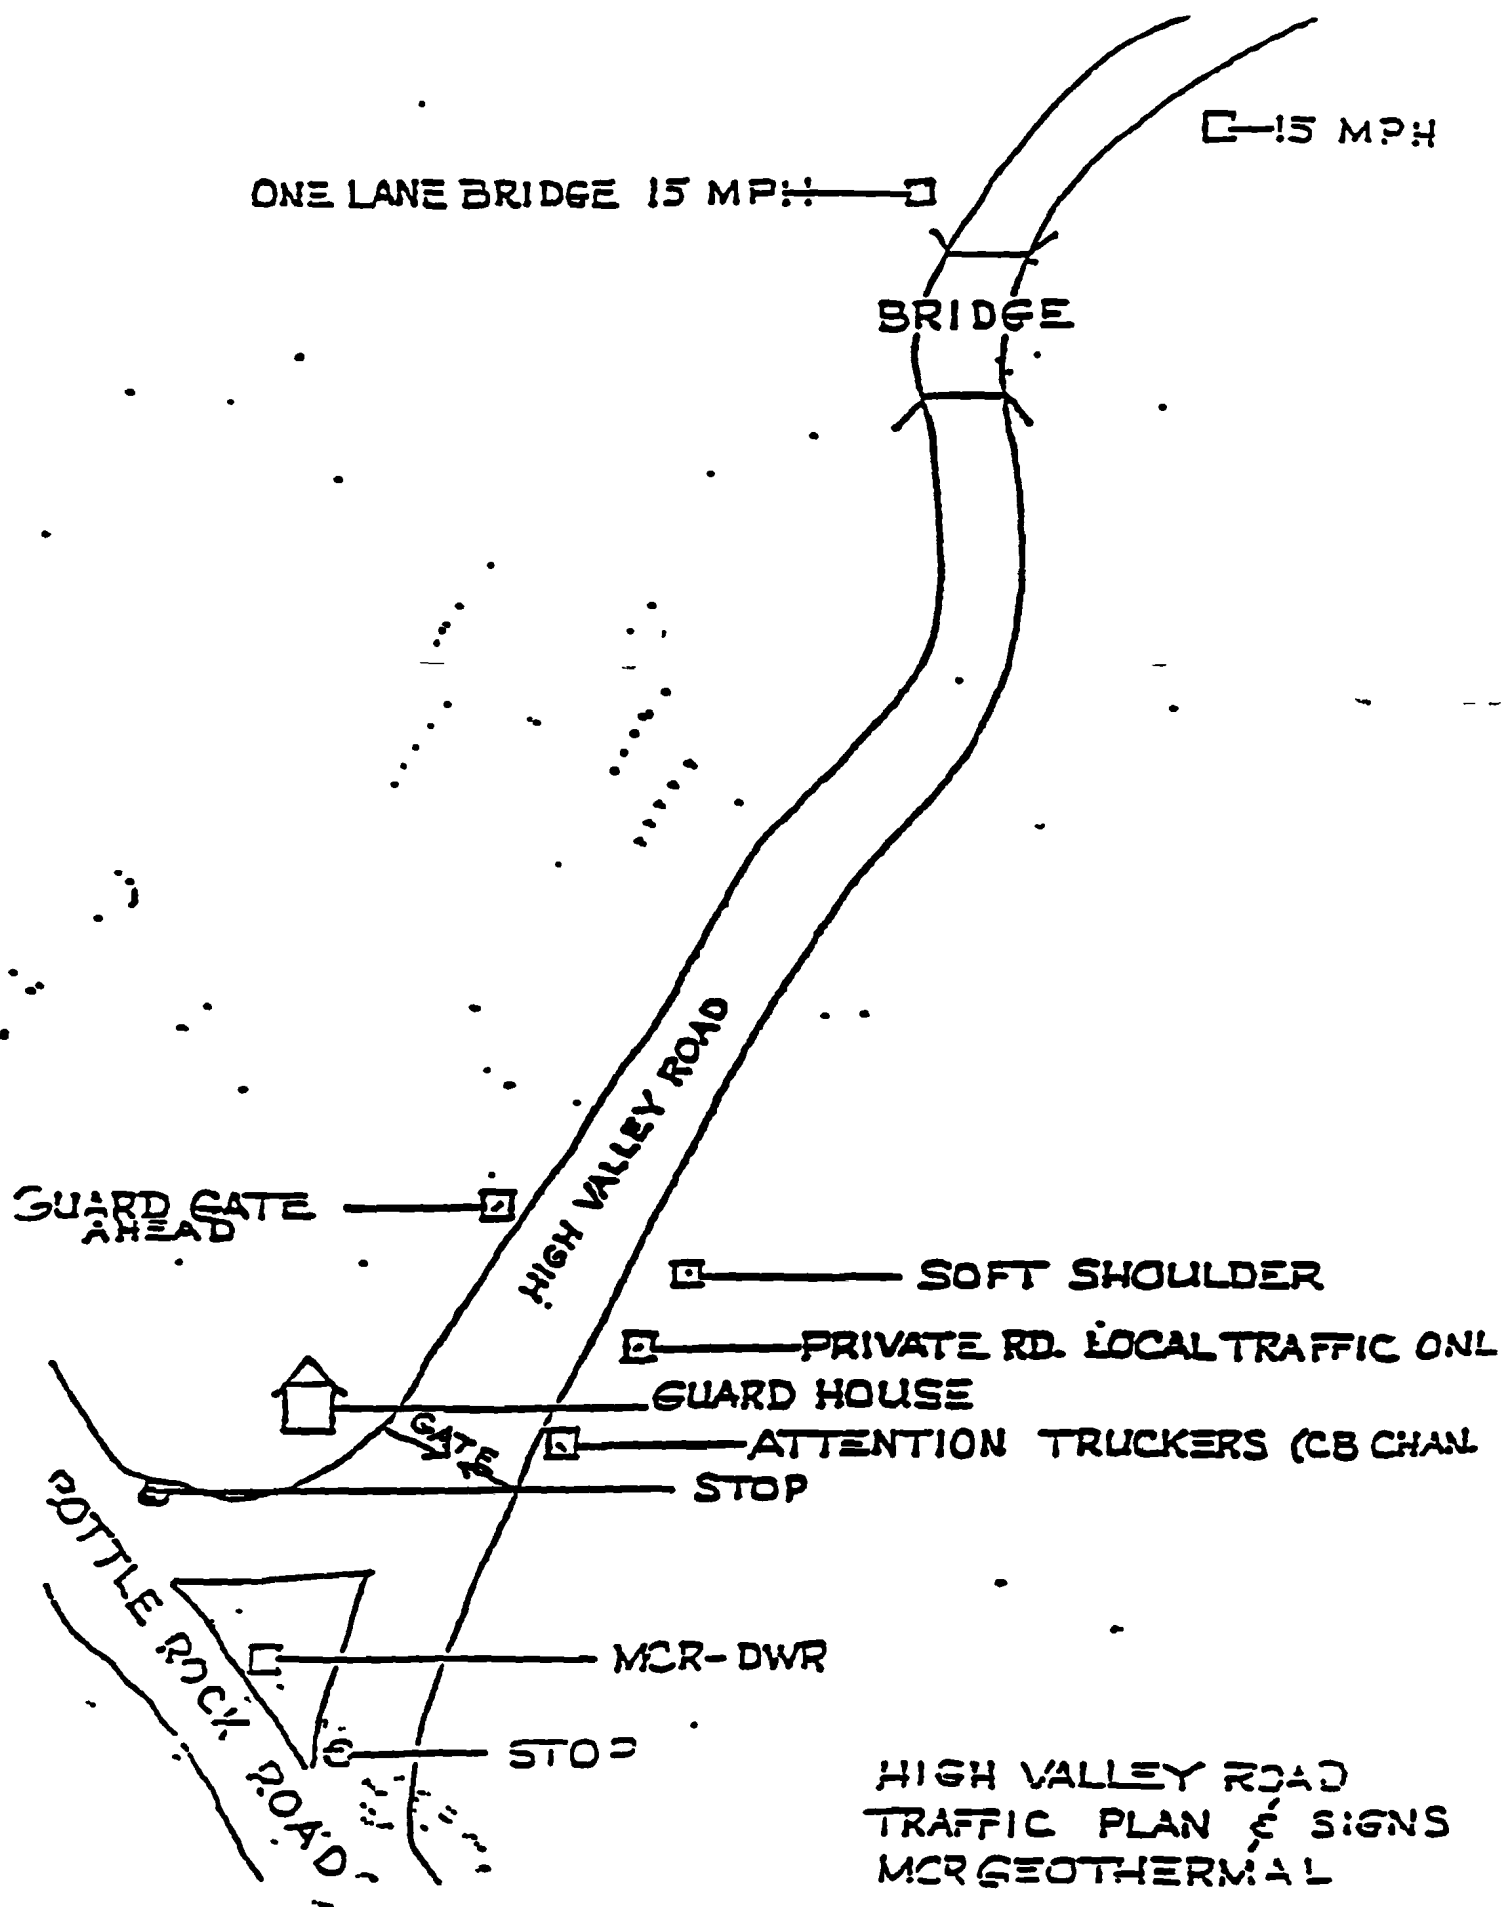 15 MPH
ONE LANE BRIDGE 15 MPH
BRIDGE
HIGH VALLEY ROAD
GUARD GATE
AHEAD
SOFT SHOULDER
PRIVATE RD. LOCAL TRAFFIC ONL
GUARD HOUSE
GATE
ATTENTION TRUCKERS (CB CHAN
STOP
BOTTLE ROCK ROAD
MCR-DWR
STOP
HIGH VALLEY ROAD
TRAFFIC PLAN & SIGNS
MCR GEOTHERMAL